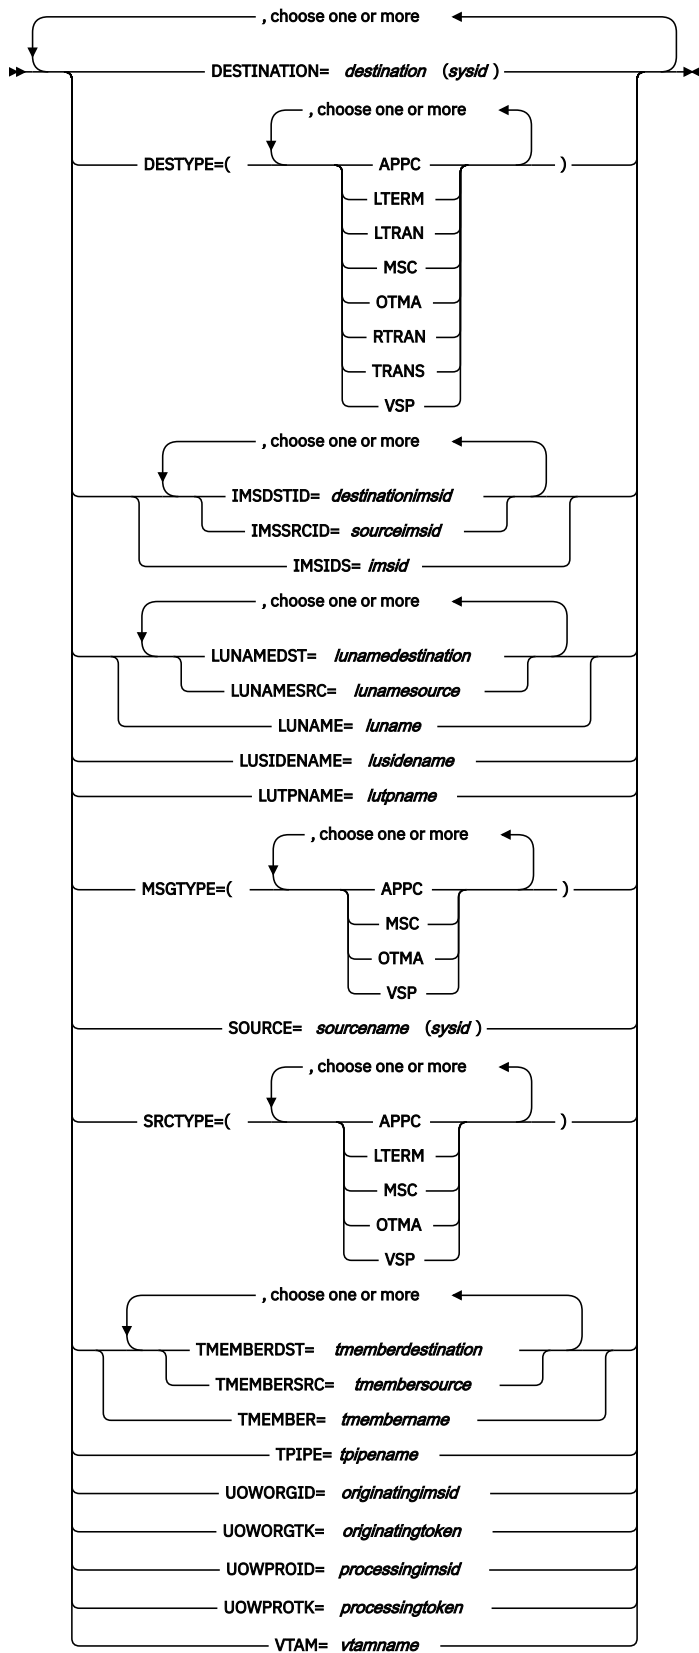 , choose one or more
DESTINATION= destination (sysid )
, choose one or more
DESTYPE=( APPC )
LTERM
LTRAN
MSC
OTMA
RTRAN
TRANS
VSP
, choose one or more
IMSDSTID= destinationimsid
IMSSRCID= sourceimsid
IMSIDS= imsid
, choose one or more
LUNAMEDST= lunamedestination
LUNAMESRC= lunamesource
LUNAME= luname
LUSIDENAME= lusidename
LUTPNAME= lutpname
, choose one or more
MSGTYPE=( APPC )
MSC
OTMA
VSP
SOURCE= sourcename (sysid )
, choose one or more
SRCTYPE=( APPC )
LTERM
MSC
OTMA
VSP
, choose one or more
TMEMBERDST= tmemberdestination
TMEMBERSRC= tmembersource
TMEMBER= tmembername
TPIPE= tpipename
UOWORGID= originatingimsid
UOWORGTK= originatingtoken
UOWPROID= processingimsid
UOWPROTK= processingtoken
VTAM= vtamname